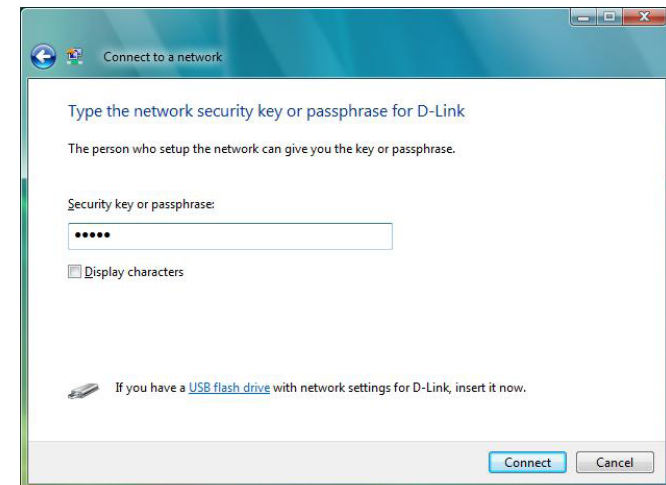 Connect to a network
Type the network security key or passphrase for D-Link
The person who setup the network can give you the key or passphrase.
Security key or passphrase:
•••••
Display characters
If you have a USB flash drive with network settings for D-Link, insert it now.
Connect Cancel